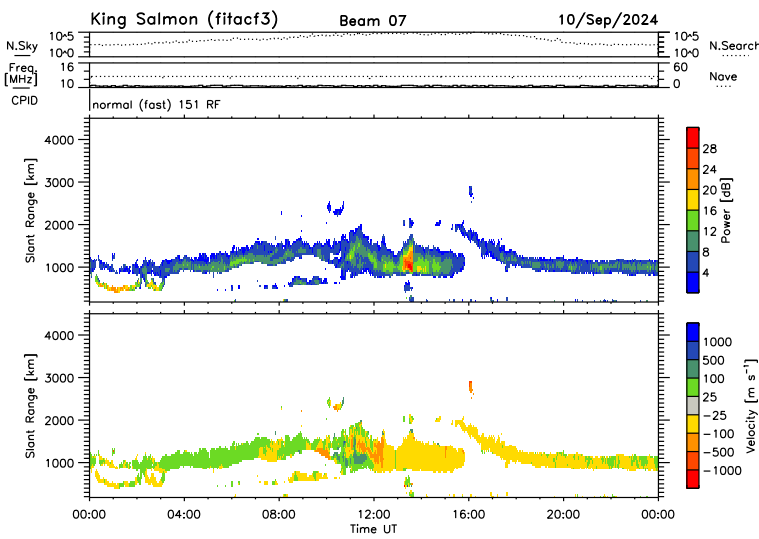 King Salmon (fitacf3) Beam 07 10/Sep/2024
N.Sky 10^5 10^5 N.Search
10^0 10^0
Freq [MHz] 16 60 Nave
10 0
CPID normal (fast) 151 RF
Slant Range [km] 4000 3000 2000 1000
Power [dB] 28 24 20 16 12 8 4
Slant Range [km] 4000 3000 2000 1000
Velocity [m s⁻¹] 1000 500 100 25 −25 −100 −500 −1000
00:00 04:00 08:00 12:00 16:00 20:00 00:00
Time UT